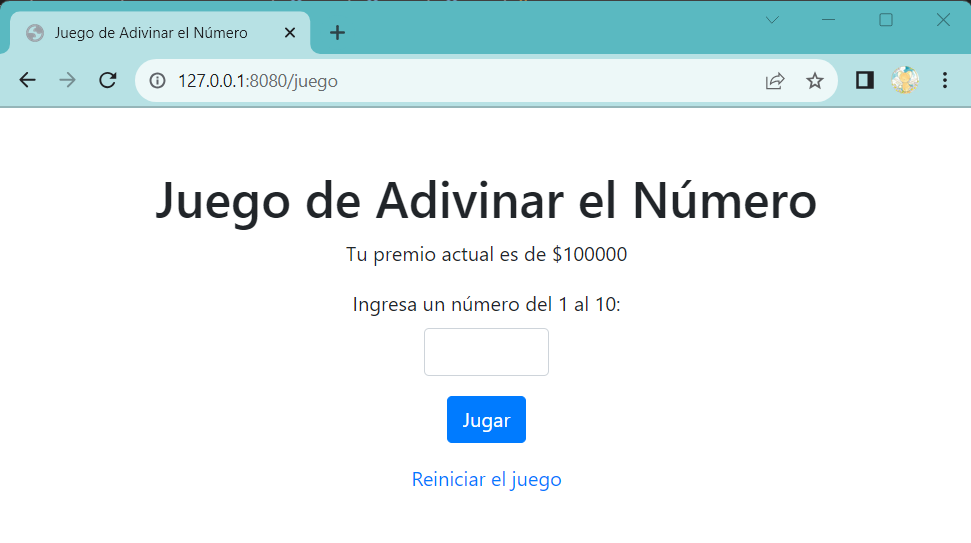 Juego de Adivinar el Número
127.0.0.1:8080/juego
Juego de Adivinar el Número
Tu premio actual es de $100000
Ingresa un número del 1 al 10:
Jugar
Reiniciar el juego